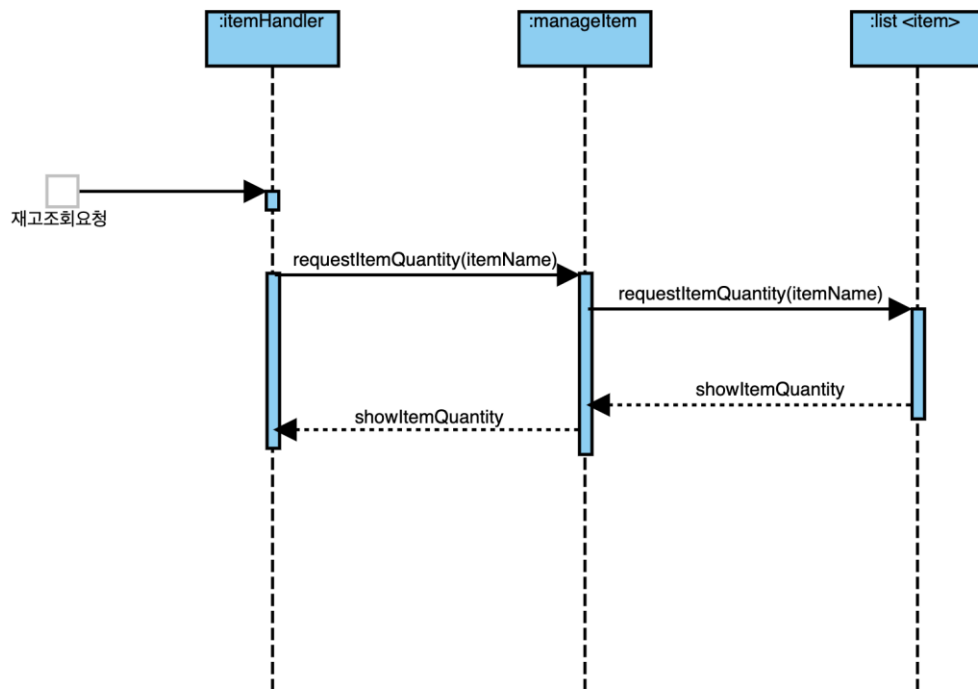 :itemHandler
:manageItem
:list <item>
재고조회요청
requestItemQuantity(itemName)
requestItemQuantity(itemName)
showItemQuantity
showItemQuantity